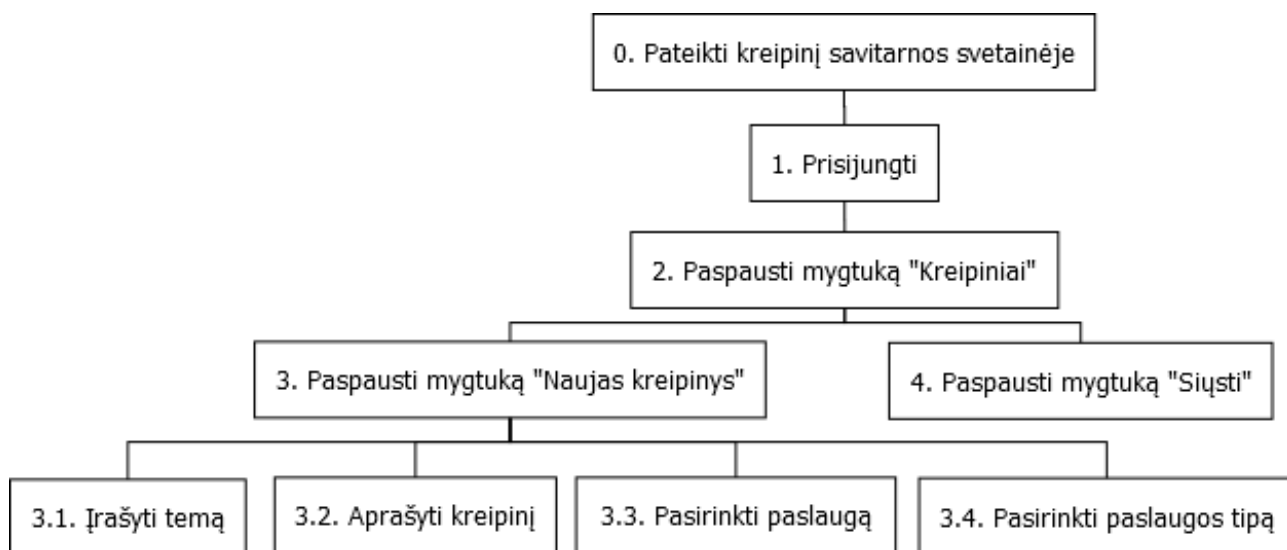 0. Pateikti kreipinį savitarnos svetainėje
1. Prisijungti
2. Paspausti mygtuką "Kreipiniai"
3. Paspausti mygtuką "Naujas kreipinys"
4. Paspausti mygtuką "Siųsti"
3.1. Įrašyti temą
3.2. Aprašyti kreipinį
3.3. Pasirinkti paslaugą
3.4. Pasirinkti paslaugos tipą